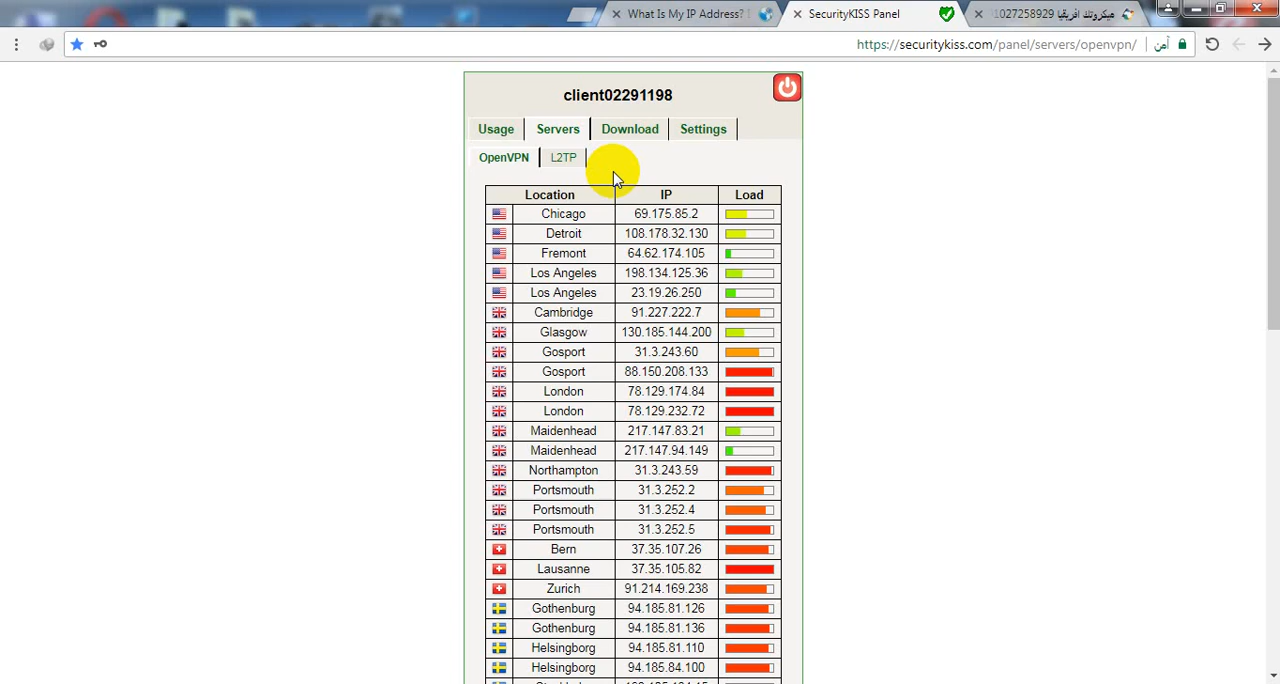 What Is My IP Address?
SecurityKISS Panel
ميكروتك افريقيا 1027258929
https://securitykiss.com/panel/servers/openvpn/
آمن
client02291198
Usage Servers Download Settings
OpenVPN L2TP
Location IP Load
Chicago 69.175.85.2
Detroit 108.178.32.130
Fremont 64.62.174.105
Los Angeles 198.134.125.36
Los Angeles 23.19.26.250
Cambridge 91.227.222.7
Glasgow 130.185.144.200
Gosport 31.3.243.60
Gosport 88.150.208.133
London 78.129.174.84
London 78.129.232.72
Maidenhead 217.147.83.21
Maidenhead 217.147.94.149
Northampton 31.3.243.59
Portsmouth 31.3.252.2
Portsmouth 31.3.252.4
Portsmouth 31.3.252.5
Bern 37.35.107.26
Lausanne 37.35.105.82
Zurich 91.214.169.238
Gothenburg 94.185.81.126
Gothenburg 94.185.81.136
Helsingborg 94.185.81.110
Helsingborg 94.185.84.100